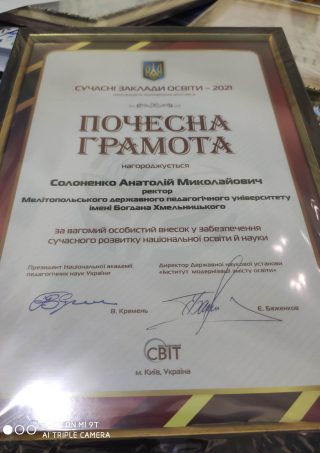 СУЧАСНІ ЗАКЛАДИ ОСВІТИ – 2021
ПОЧЕСНА
ГРАМОТА
нагороджується
Солоненко Анатолій Миколайович
ректор
Мелітопольського державного педагогічного університету
імені Богдана Хмельницького
за вагомий особистий внесок у забезпечення
сучасного розвитку національної освіти й науки
Президент Національної академії
педагогічних наук України
Директор Державної наукової установи
«Інститут модернізації змісту освіти»
В. Кремень
Є. Баженков
СВІТ
м. Київ, Україна
ON MI 9T
AI TRIPLE CAMERA